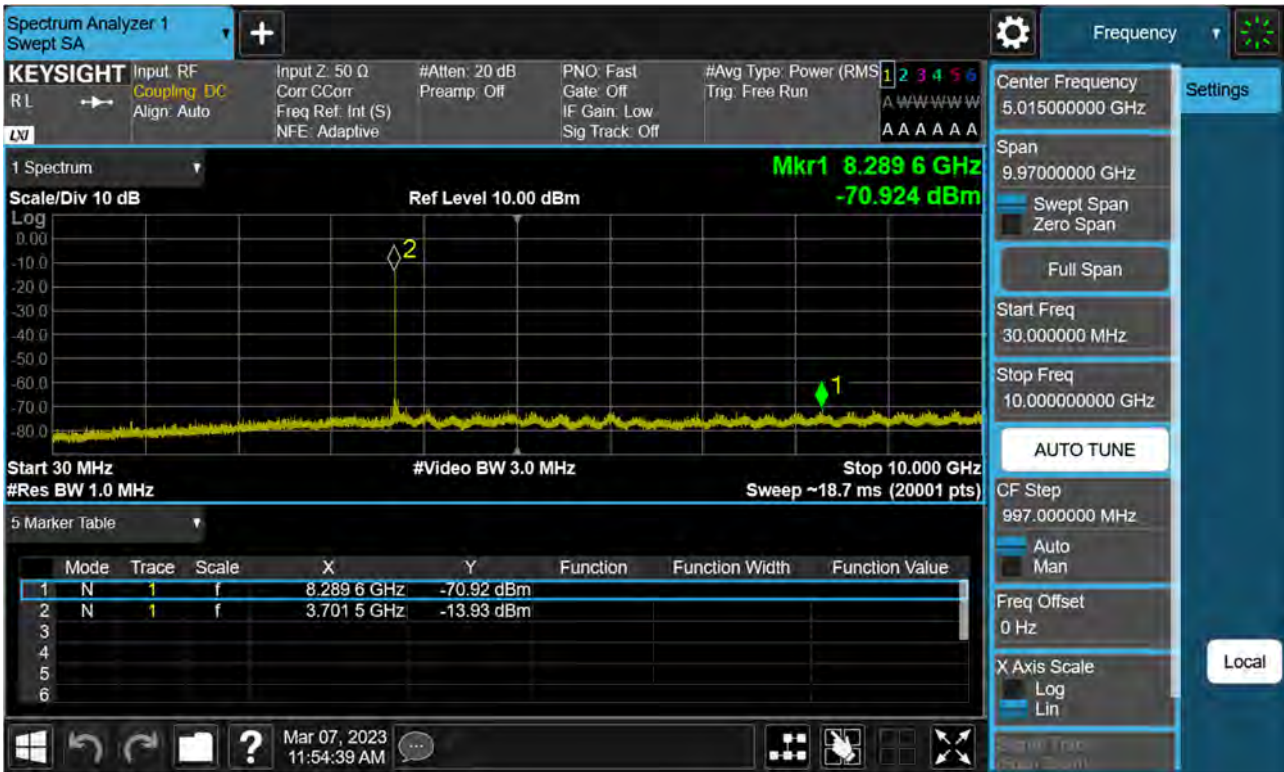 Spectrum Analyzer 1
Swept SA
+
Frequency
KEYSIGHT
R L
LXI
Input: RF
Coupling: DC
Align: Auto
Input Z: 50 Ω
Corr CCorr
Freq Ref: Int (S)
NFE: Adaptive
#Atten: 20 dB
Preamp: Off
PNO: Fast
Gate: Off
IF Gain: Low
Sig Track: Off
#Avg Type: Power (RMS
Trig: Free Run
1 2 3 4 5 6
A W W W W W
A A A A A A
1 Spectrum
Mkr1 8.289 6 GHz
Scale/Div 10 dB
Ref Level 10.00 dBm
-70.924 dBm
Log
0.00
-10.0
-20.0
-30.0
-40.0
-50.0
-60.0
-70.0
-80.0
2
1
Start 30 MHz
#Video BW 3.0 MHz
Stop 10.000 GHz
#Res BW 1.0 MHz
Sweep ~18.7 ms (20001 pts)
5 Marker Table
Mode Trace Scale X Y Function Function Width Function Value
1 N 1 f 8.289 6 GHz -70.92 dBm
2 N 1 f 3.701 5 GHz -13.93 dBm
3
4
5
6
Center Frequency
5.015000000 GHz
Settings
Span
9.97000000 GHz
Swept Span
Zero Span
Full Span
Start Freq
30.000000 MHz
Stop Freq
10.000000000 GHz
AUTO TUNE
CF Step
997.000000 MHz
Auto
Man
Freq Offset
0 Hz
X Axis Scale
Log
Lin
Local
?
Mar 07, 2023
11:54:39 AM